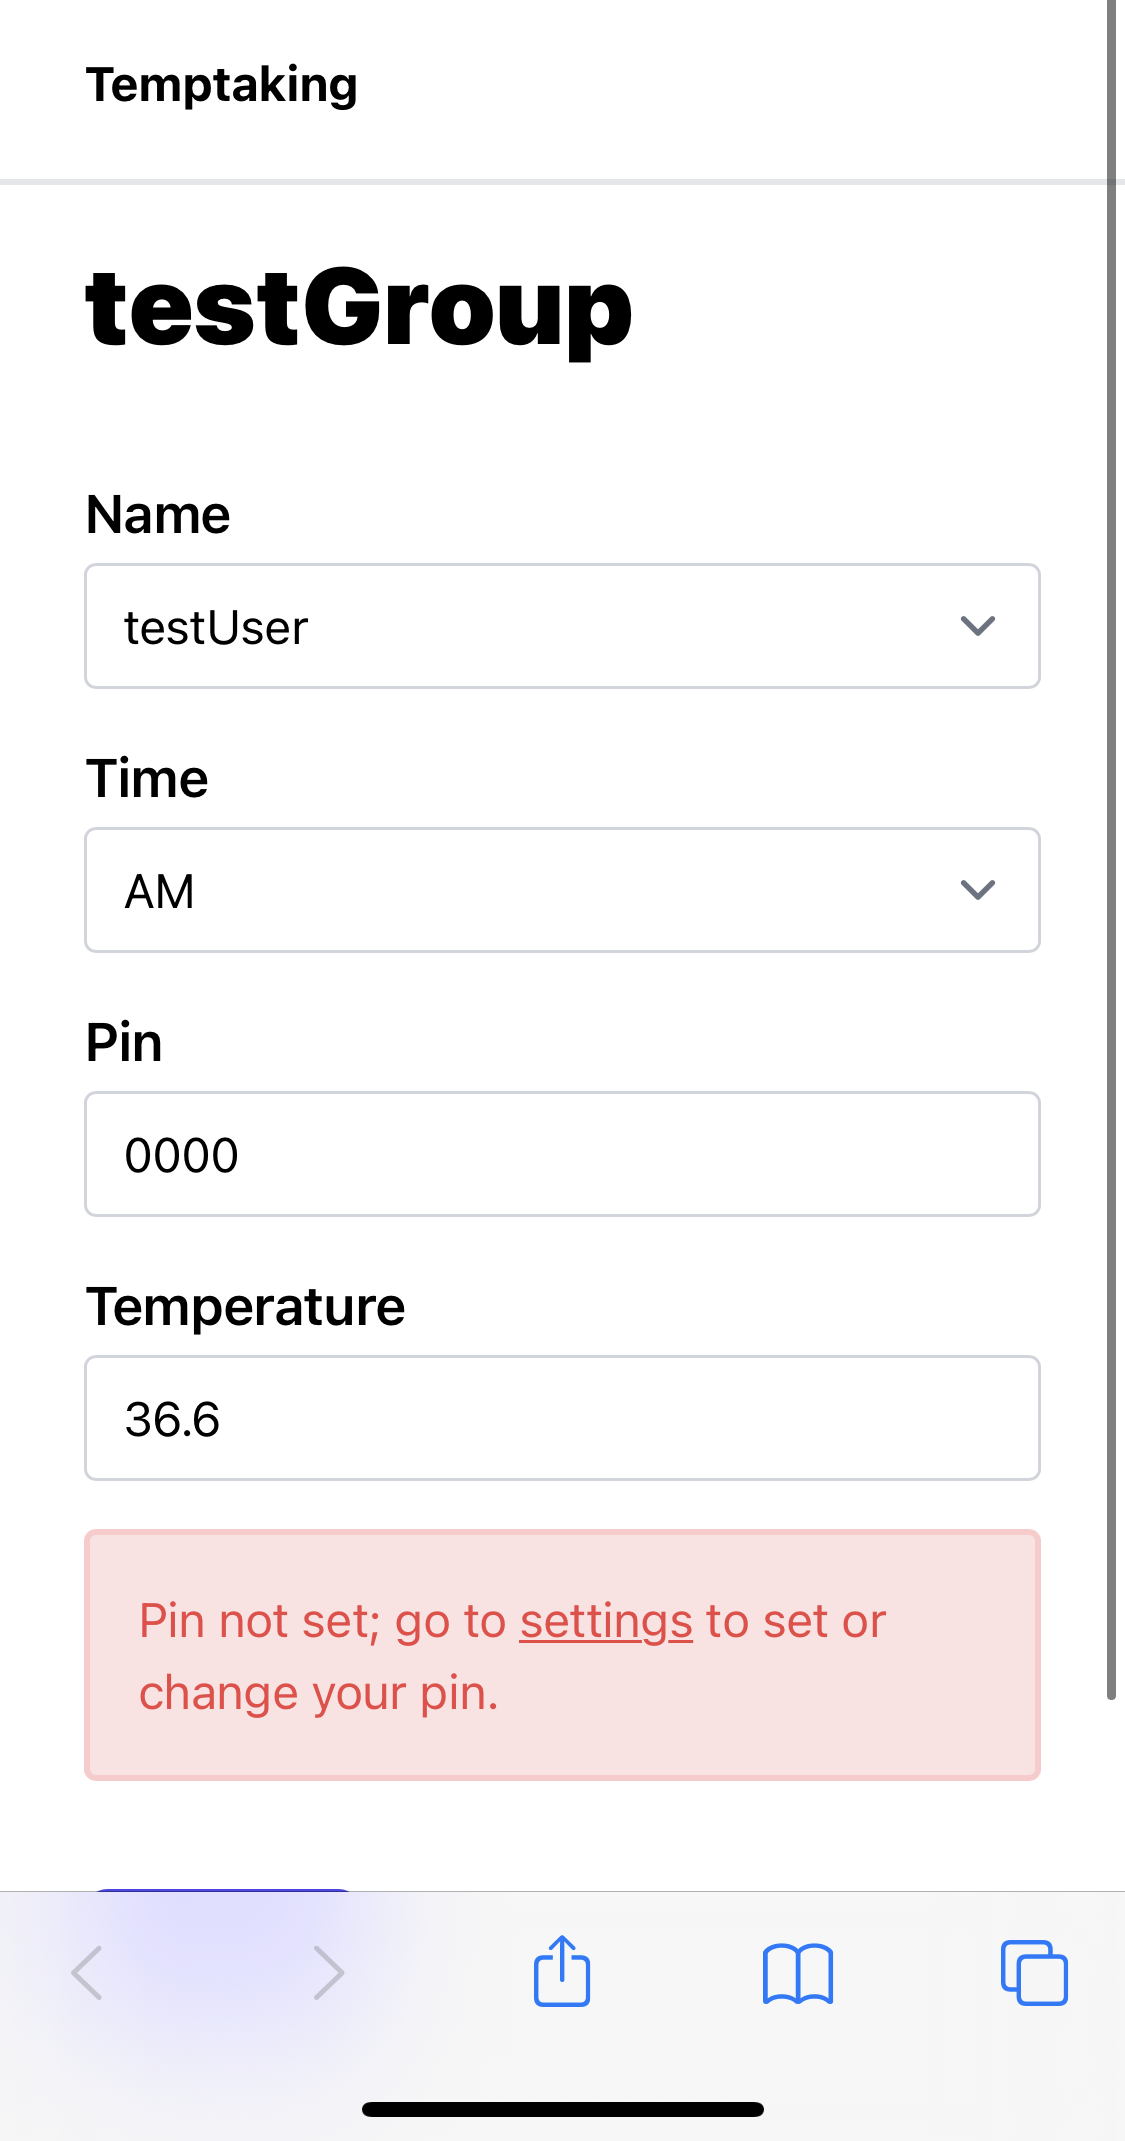 Temptaking
testGroup
Name
testUser
Time
AM
Pin
0000
Temperature
36.6
Pin not set; go to settings to set or
change your pin.